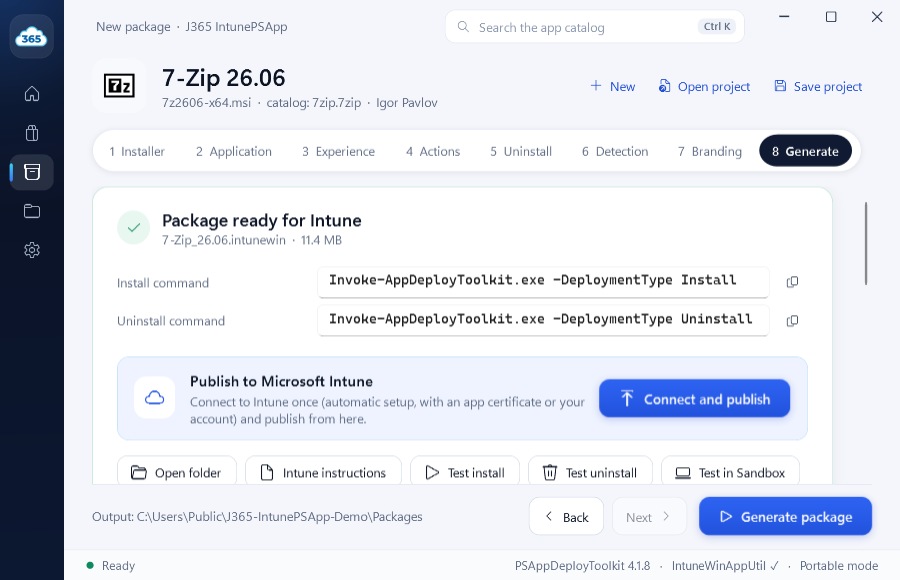 New package · J365 IntunePSApp
Search the app catalog
Ctrl K
365
7z
7-Zip 26.06
7z2606-x64.msi · catalog: 7zip.7zip · Igor Pavlov
New
Open project
Save project
1 Installer
2 Application
3 Experience
4 Actions
5 Uninstall
6 Detection
7 Branding
8 Generate
Package ready for Intune
7-Zip_26.06.intunewin · 11.4 MB
Install command
Invoke-AppDeployToolkit.exe -DeploymentType Install
Uninstall command
Invoke-AppDeployToolkit.exe -DeploymentType Uninstall
Publish to Microsoft Intune
Connect to Intune once (automatic setup, with an app certificate or your
account) and publish from here.
Connect and publish
Open folder
Intune instructions
Test install
Test uninstall
Test in Sandbox
Output: C:\Users\Public\J365-IntunePSApp-Demo\Packages
Back
Next
Generate package
Ready
PSAppDeployToolkit 4.1.8 · IntuneWinAppUtil ✓ · Portable mode